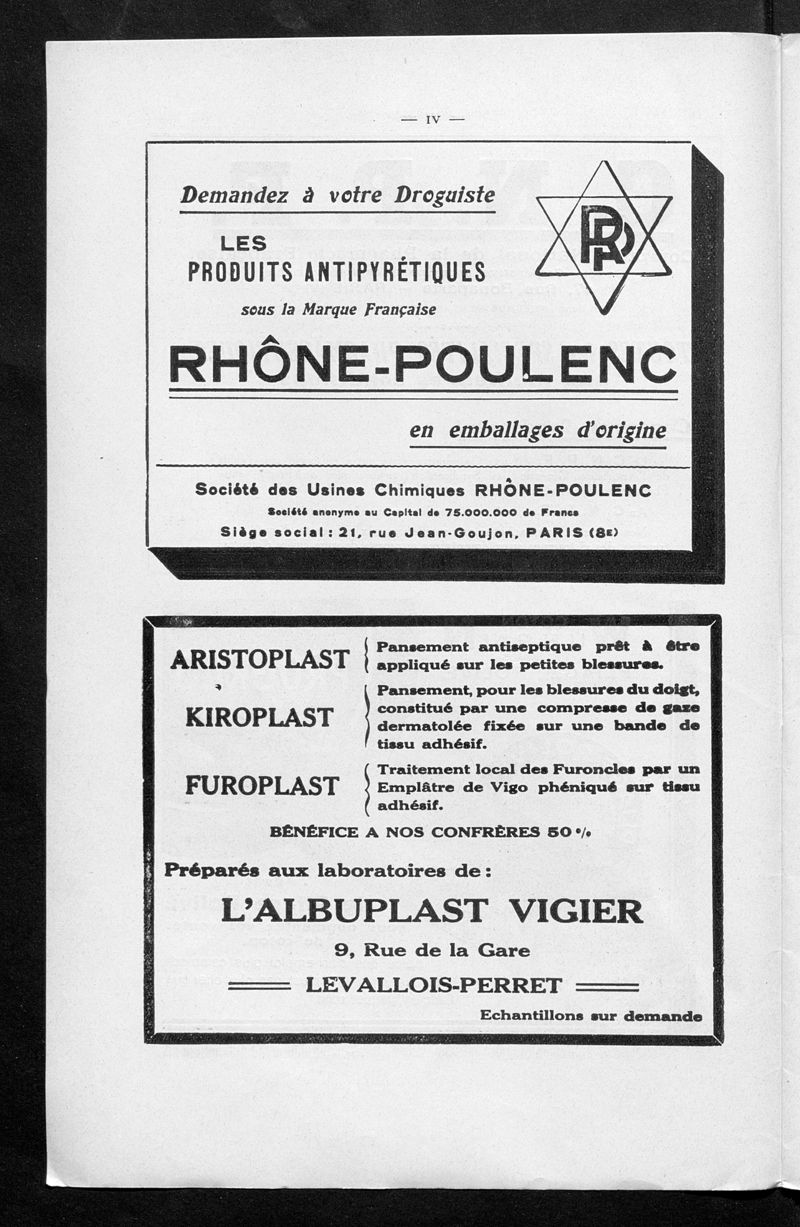 — IV —
Demandez à votre Droguiste
LES
PRODUITS ANTIPYRÉTIQUES
sous la Marque Française
RHÔNE-POULENC
en emballages d'origine
Société des Usines Chimiques RHÔNE-POULENC
Société anonyme au Capital de 75.000.000 de Francs
Siège social : 21, rue Jean-Goujon, PARIS (8E)
ARISTOPLAST
Pansement antiseptique prêt à être
appliqué sur les petites blessures.
KIROPLAST
Pansement, pour les blessures du doigt,
constitué par une compresse de gaze
dermatolée fixée sur une bande de
tissu adhésif.
FUROPLAST
Traitement local des Furoncles par un
Emplâtre de Vigo phéniqué sur tissu
adhésif.
BÉNÉFICE A NOS CONFRÈRES 50 %
Préparés aux laboratoires de :
L'ALBUPLAST VIGIER
9, Rue de la Gare
LEVALLOIS-PERRET
Echantillons sur demande